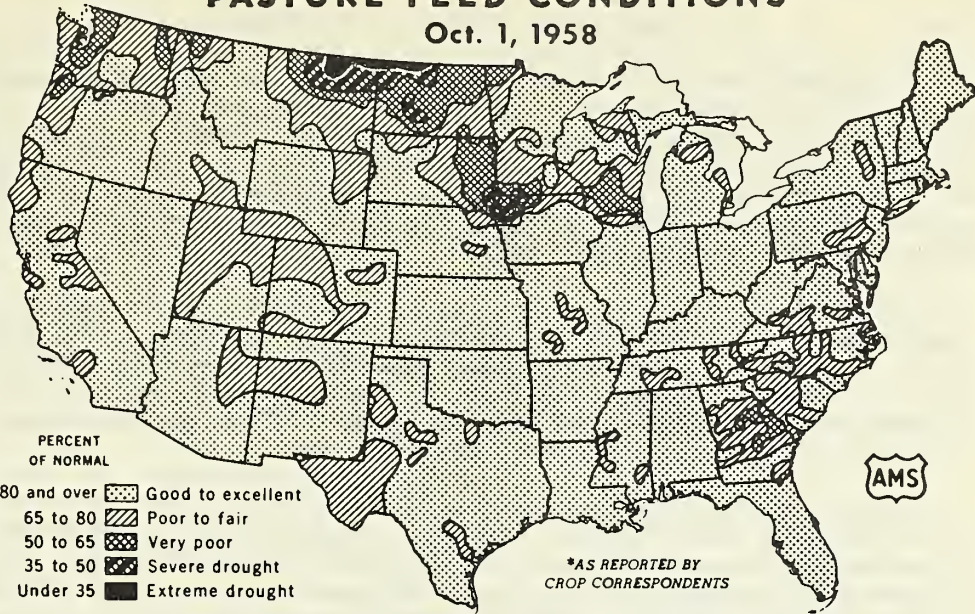 PASTURE FEED CONDITIONS
Oct. 1, 1958
PERCENT
OF NORMAL
80 and over Good to excellent
65 to 80 Poor to fair
50 to 65 Very poor
35 to 50 Severe drought
Under 35 Extreme drought
*AS REPORTED BY
CROP CORRESPONDENTS
AMS